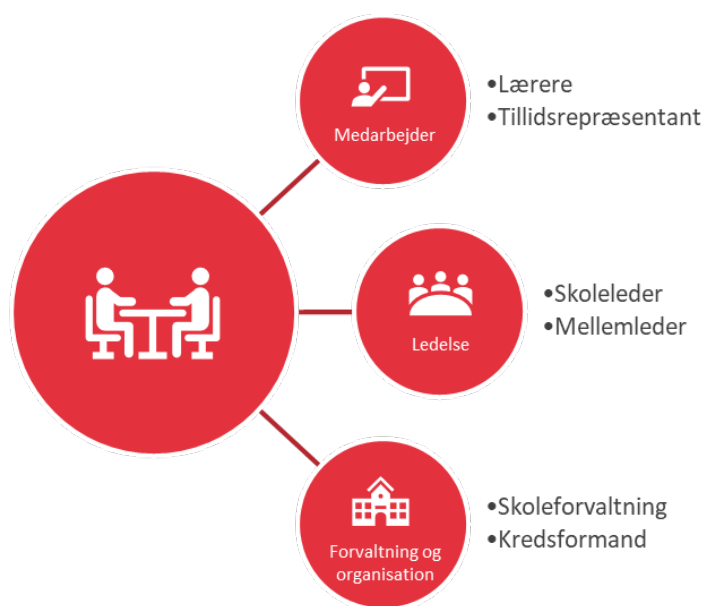 Medarbejder
•Lærere
•Tillidsrepræsentant
Ledelse
•Skoleleder
•Mellemleder
Forvaltning og
organisation
•Skoleforvaltning
•Kredsformand